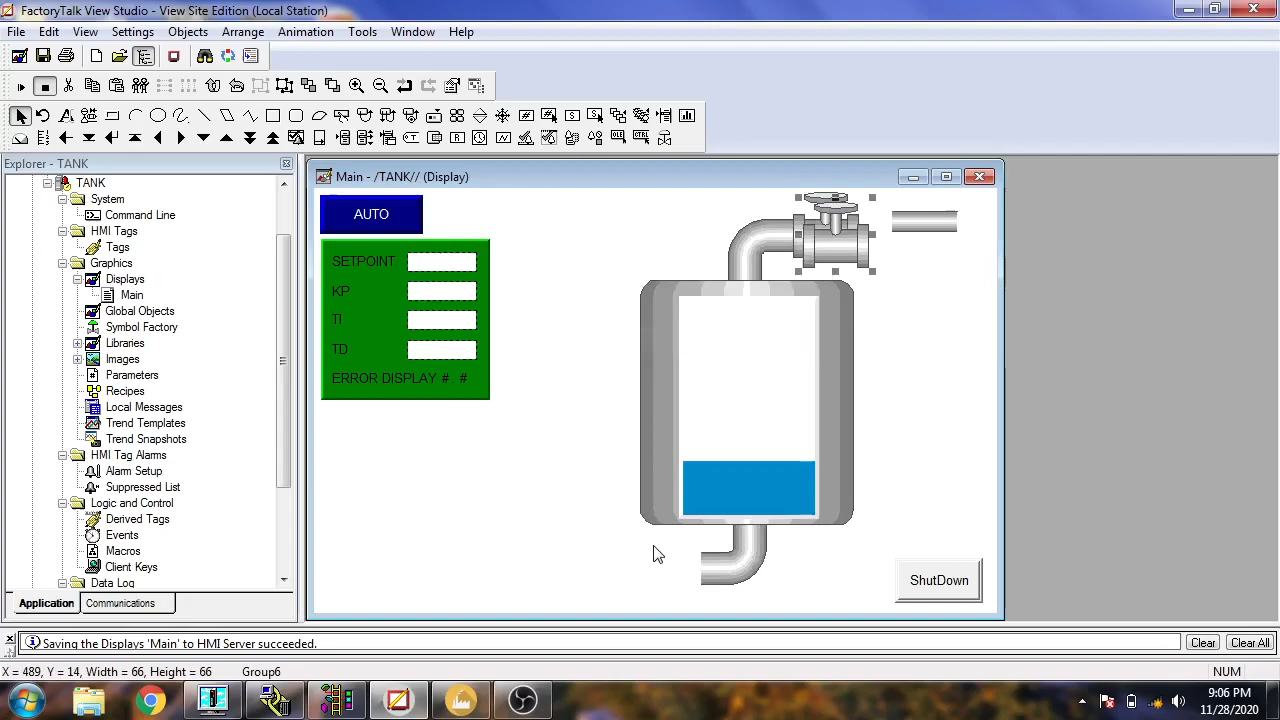 FactoryTalk View Studio - View Site Edition (Local Station)
File Edit View Settings Objects Arrange Animation Tools Window Help
Explorer - TANK
TANK
System
Command Line
HMI Tags
Tags
Graphics
Displays
Main
Global Objects
Symbol Factory
Libraries
Images
Parameters
Recipes
Local Messages
Trend Templates
Trend Snapshots
HMI Tag Alarms
Alarm Setup
Suppressed List
Logic and Control
Derived Tags
Events
Macros
Client Keys
Data Log
Application Communications
Main - /TANK// (Display)
AUTO
SETPOINT
KP
TI
TD
ERROR DISPLAY # . #
ShutDown
Saving the Displays 'Main' to HMI Server succeeded.
Clear Clear All
X = 489, Y = 14, Width = 66, Height = 66 Group6 NUM
9:06 PM
11/28/2020